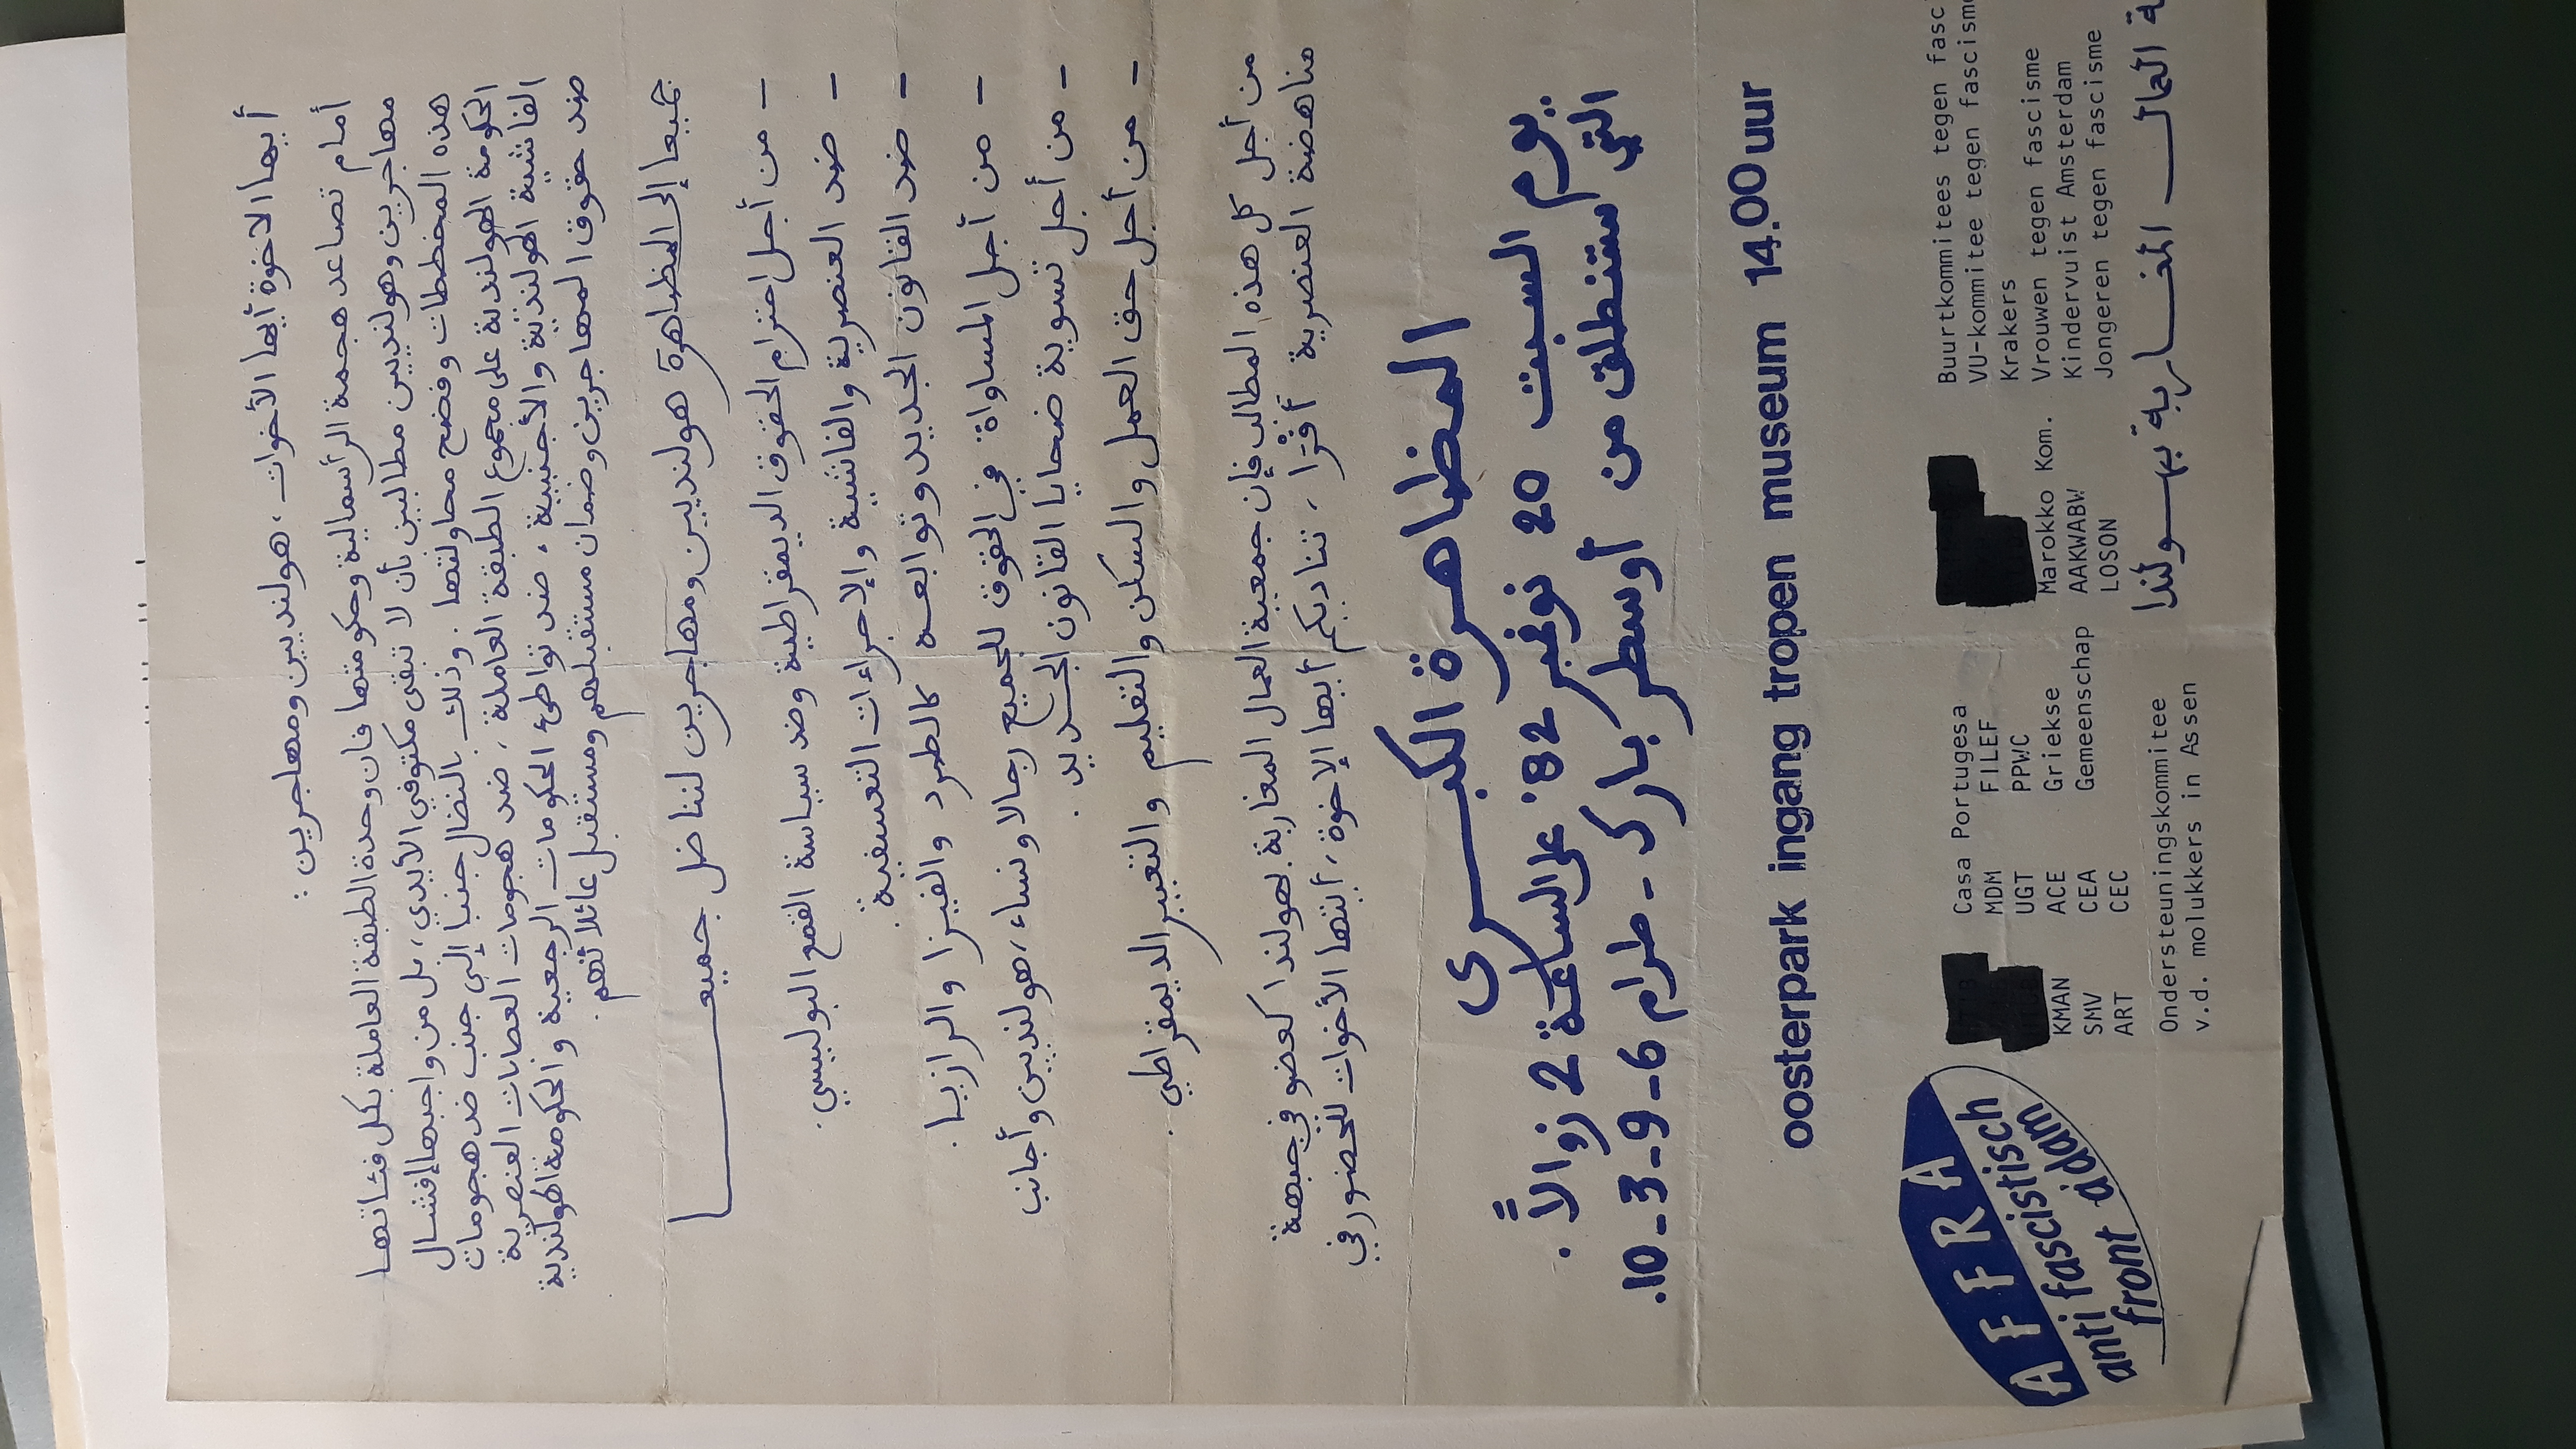 أيها الاخوة أيها الأخوات، هولنديين ومهاجرين :
أمام تصاعد هجمة الرأسمالية وحكومتها فان وحدة الطبقة العاملة بكل فئاتها
مهاجرين وهولنديين مطالبين بأن لا تبقى مكتوفي الأيدي، بل من واجبها إفشال
هذه المخططات وفضح محاولتها. وذلك بالنضال جنبا إلى جنب ضد هجومات
الحكومة الهولندية على مجموع الطبقة العاملة، ضد هجومات العصابات العنصرية
الفاشية الهولندية والأجنبية، ضد تواطئ الحكومات الرجعية والحكومة الهولندية
ضد حقوق المهاجرين وضمان مستقبلهم ومستقبل عائلاتهم.
جميعا إلى المظاهرة هولنديين ومهاجرين لنناضل جميعــــا
- من أجل احترام الحقوق الديمقراطية وضد سياسة القمع البوليسي.
- ضد العنصرية والفاشية والإجراءات التعسفية.
- ضد القانون الجديد وتوابعه كالطرد والفيزا والرازيا.
- من أجل المساواة في الحقوق للجميع رجالا ونساء، هولنديين وأجانب
- من أجل تسوية ضحايا القانون الجديد.
- من أجل حق العمل والسكن والتعليم والتعبير الديمقراطي.
من أجل كل هذه المطالب فإن جمعية العمال المغاربة بهولندا كعضو في جبهة
مناهضة العنصرية أفْرَا، تناديكم أيها الإخوة، أيتها الأخوات للحضور في
المظاهرة الكبــرى
يوم السبت 20 نونمبر 82' على الساعة 2 زوالاً.
التي ستنطلق من أوسطر بارك - طرام 6-9-3-10.
oosterpark ingang tropen museum 14.00 uur
AFFRA
anti fascistisch
front a'dam
KMAN
SMV
ART
Ondersteuningskommitee
v.d. molukkers in Assen
Casa Portugesa
MDM FILEF
UGT PPWC
ACE Griekse
CEA Gemeenschap
CEC
Marokko Kom.
AAKWABW
LOSON
Buurtkommitees tegen
VU-kommitee tegen fascisme
Krakers
Vrouwen tegen fascisme
Kindervuist Amsterdam
Jongeren tegen fascisme
العمال المغاربة بهولندا